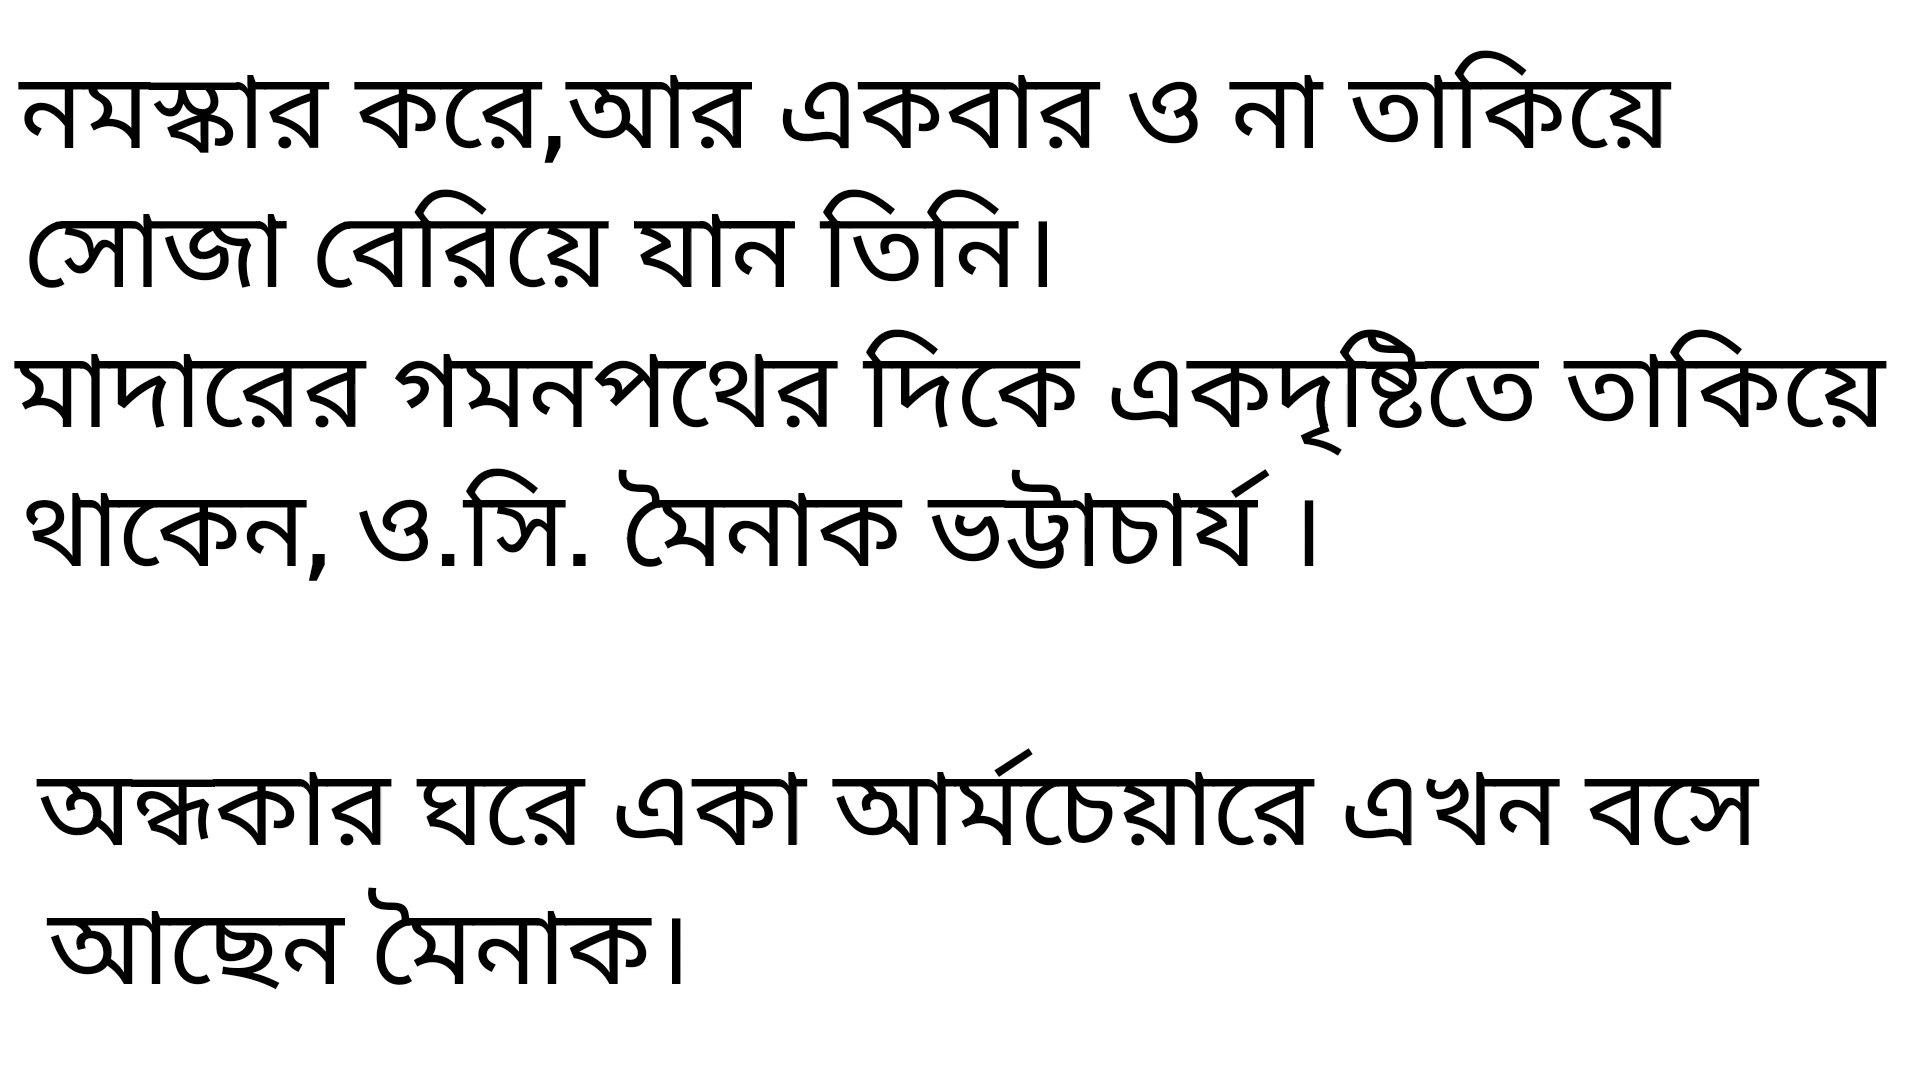 নমস্কার করে,আর একবার ও না তাকিয়ে
সোজা বেরিয়ে যান তিনি।
মাদারের গমনপথের দিকে একদৃষ্টিতে তাকিয়ে
থাকেন, ও.সি. মৈনাক ভট্টাচার্য ।
অন্ধকার ঘরে একা আর্মচেয়ারে এখন বসে
আছেন মৈনাক।